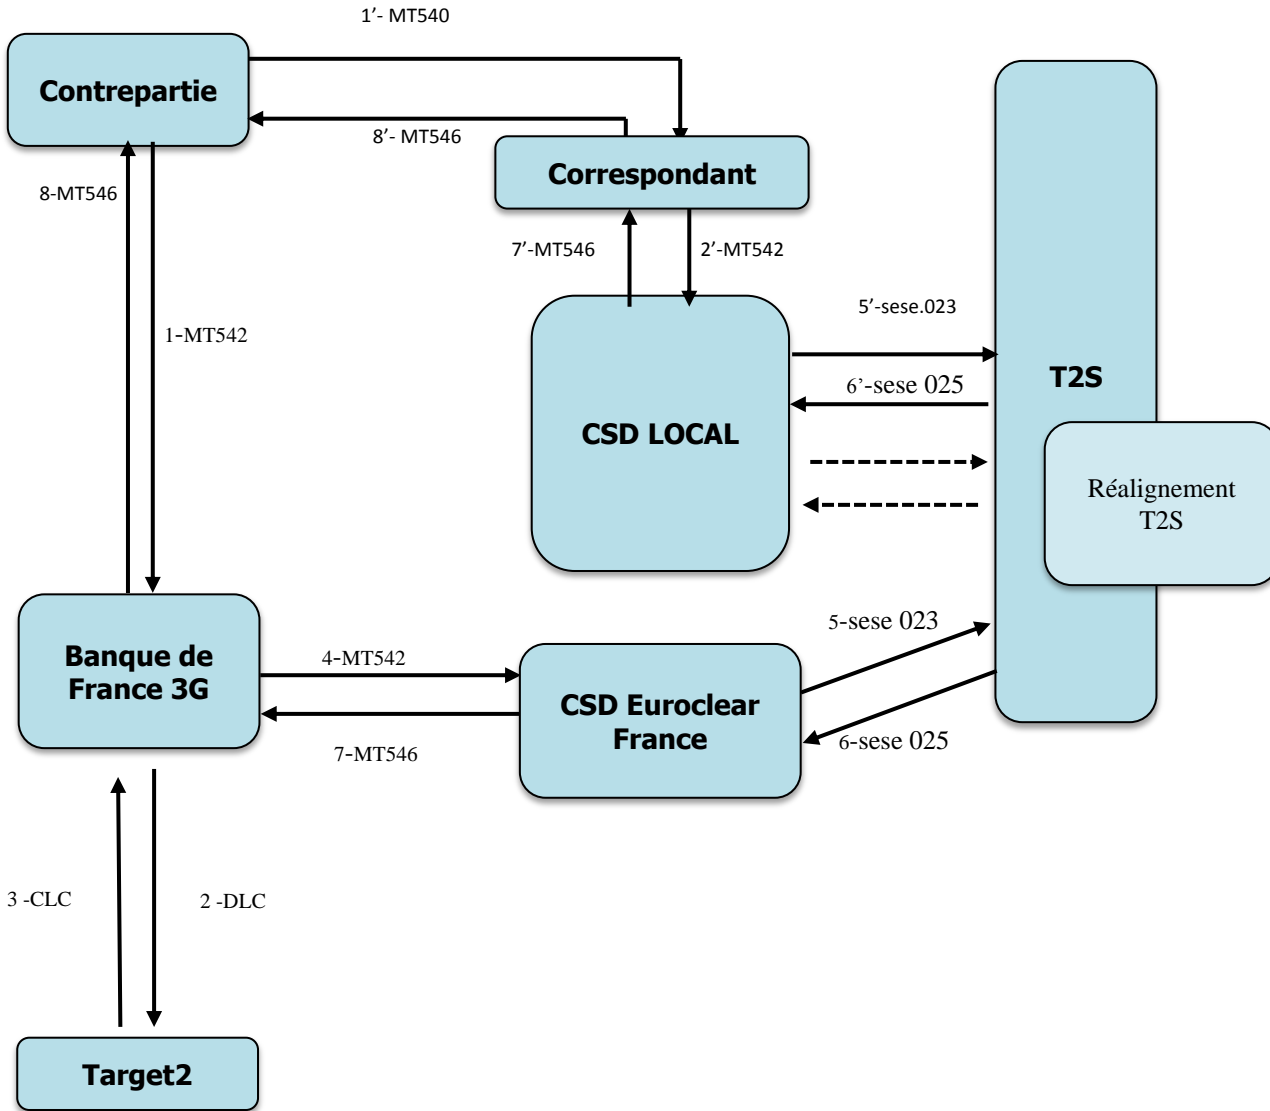 1’- MT540
Contrepartie
8’- MT546
Correspondant
8-MT546
7’-MT546
2’-MT542
1-MT542
5’-sese.023
T2S
6’-sese 025
CSD LOCAL
Réalignement
T2S
5-sese 023
Banque de
France 3G
4-MT542
CSD Euroclear
France
7-MT546
6-sese 025
3 -CLC
2 -DLC
Target2